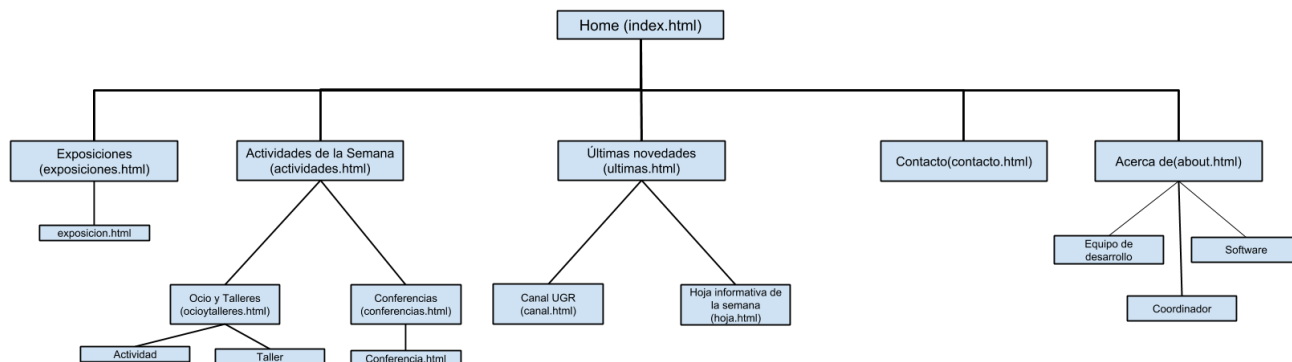 Home (index.html)
Exposiciones
(exposiciones.html)
Actividades de la Semana
(actividades.html)
Últimas novedades
(ultimas.html)
Contacto(contacto.html)
Acerca de(about.html)
exposicion.html
Equipo de
desarrollo
Software
Ocio y Talleres
(ocioytalleres.html)
Conferencias
(conferencias.html)
Canal UGR
(canal.html)
Hoja informativa de
la semana
(hoja.html)
Coordinador
Actividad
Taller
Conferencia.html